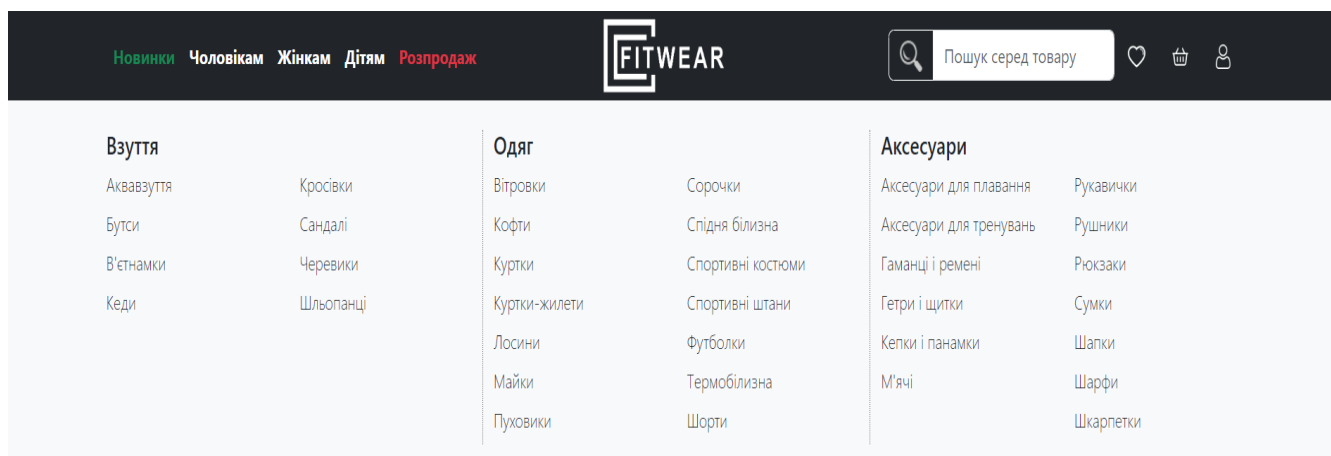 Новинки Чоловікам Жінкам Дітям Розпродаж
FITWEAR
Пошук серед товару
Взуття
Аквавзуття
Бутси
В'єтнамки
Кеди
Кросівки
Сандалі
Черевики
Шльопанці
Одяг
Вітровки
Кофти
Куртки
Куртки-жилети
Лосини
Майки
Пуховики
Сорочки
Спідня білизна
Спортивні костюми
Спортивні штани
Футболки
Термобілизна
Шорти
Аксесуари
Аксесуари для плавання
Аксесуари для тренувань
Гаманці і ремені
Гетри і щитки
Кепки і панамки
М'ячі
Рукавички
Рушники
Рюкзаки
Сумки
Шапки
Шарфи
Шкарпетки